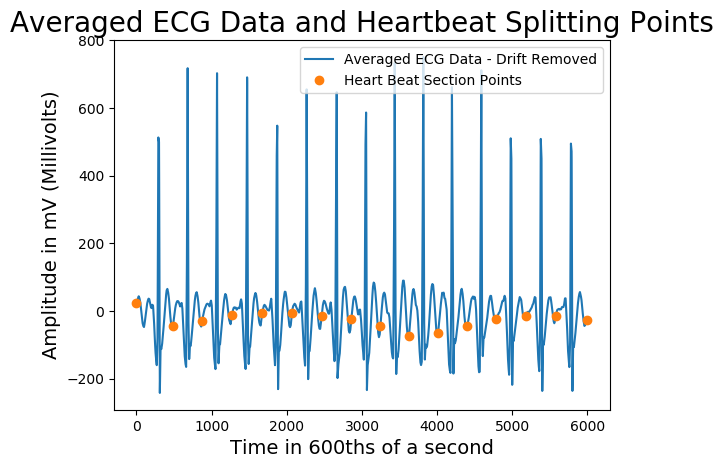 Averaged ECG Data and Heartbeat Splitting Points
Averaged ECG Data - Drift Removed
Heart Beat Section Points
Amplitude in mV (Millivolts)
800
600
400
200
0
−200
0 1000 2000 3000 4000 5000 6000
Time in 600ths of a second